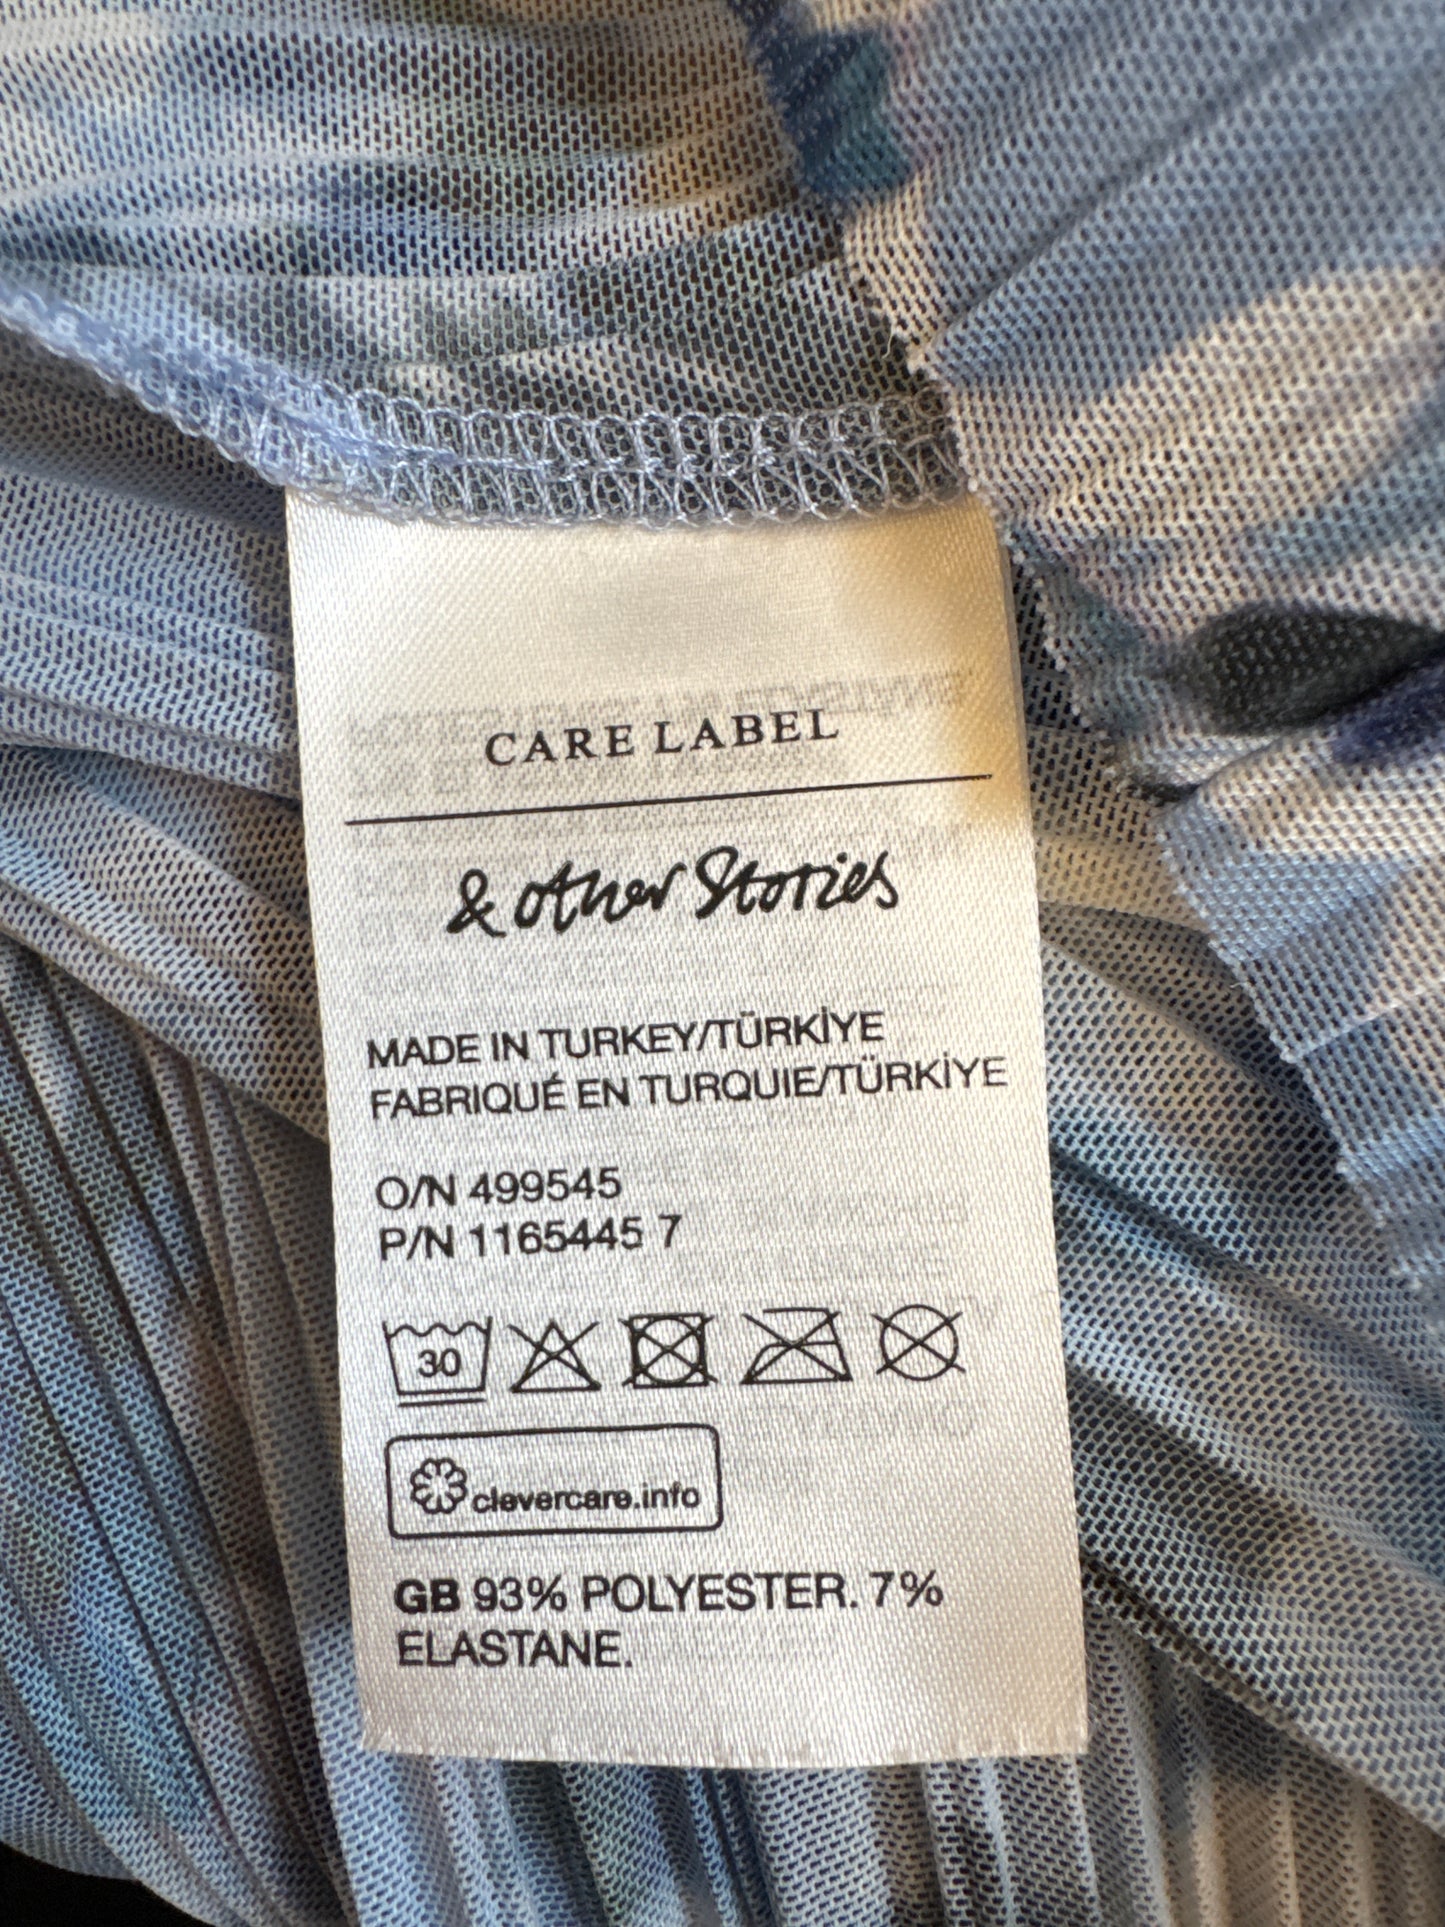 CARE LABEL
& other Stories
MADE IN TURKEY/TÜRKİYE
FABRIQUÉ EN TURQUIE/TÜRKİYE
O/N 499545
P/N 1165445 7
30
clevercare.info
GB 93% POLYESTER. 7%
ELASTANE.